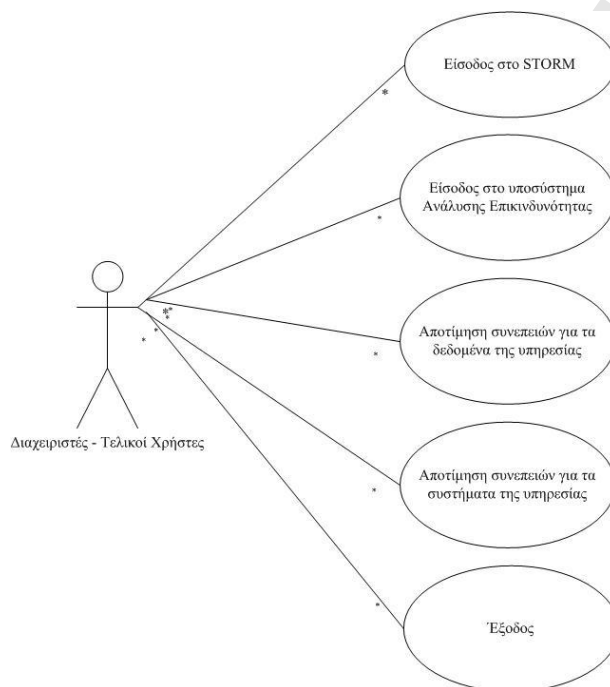 Είσοδος στο STORM
*
Είσοδος στο υποσύστημα
Ανάλυσης Επικινδυνότητας
*
*
*
*
*
*
Αποτίμηση συνεπειών για τα
δεδομένα της υπηρεσίας
*
Διαχειριστές - Τελικοί Χρήστες
Αποτίμηση συνεπειών για τα
συστήματα της υπηρεσίας
*
*
Έξοδος